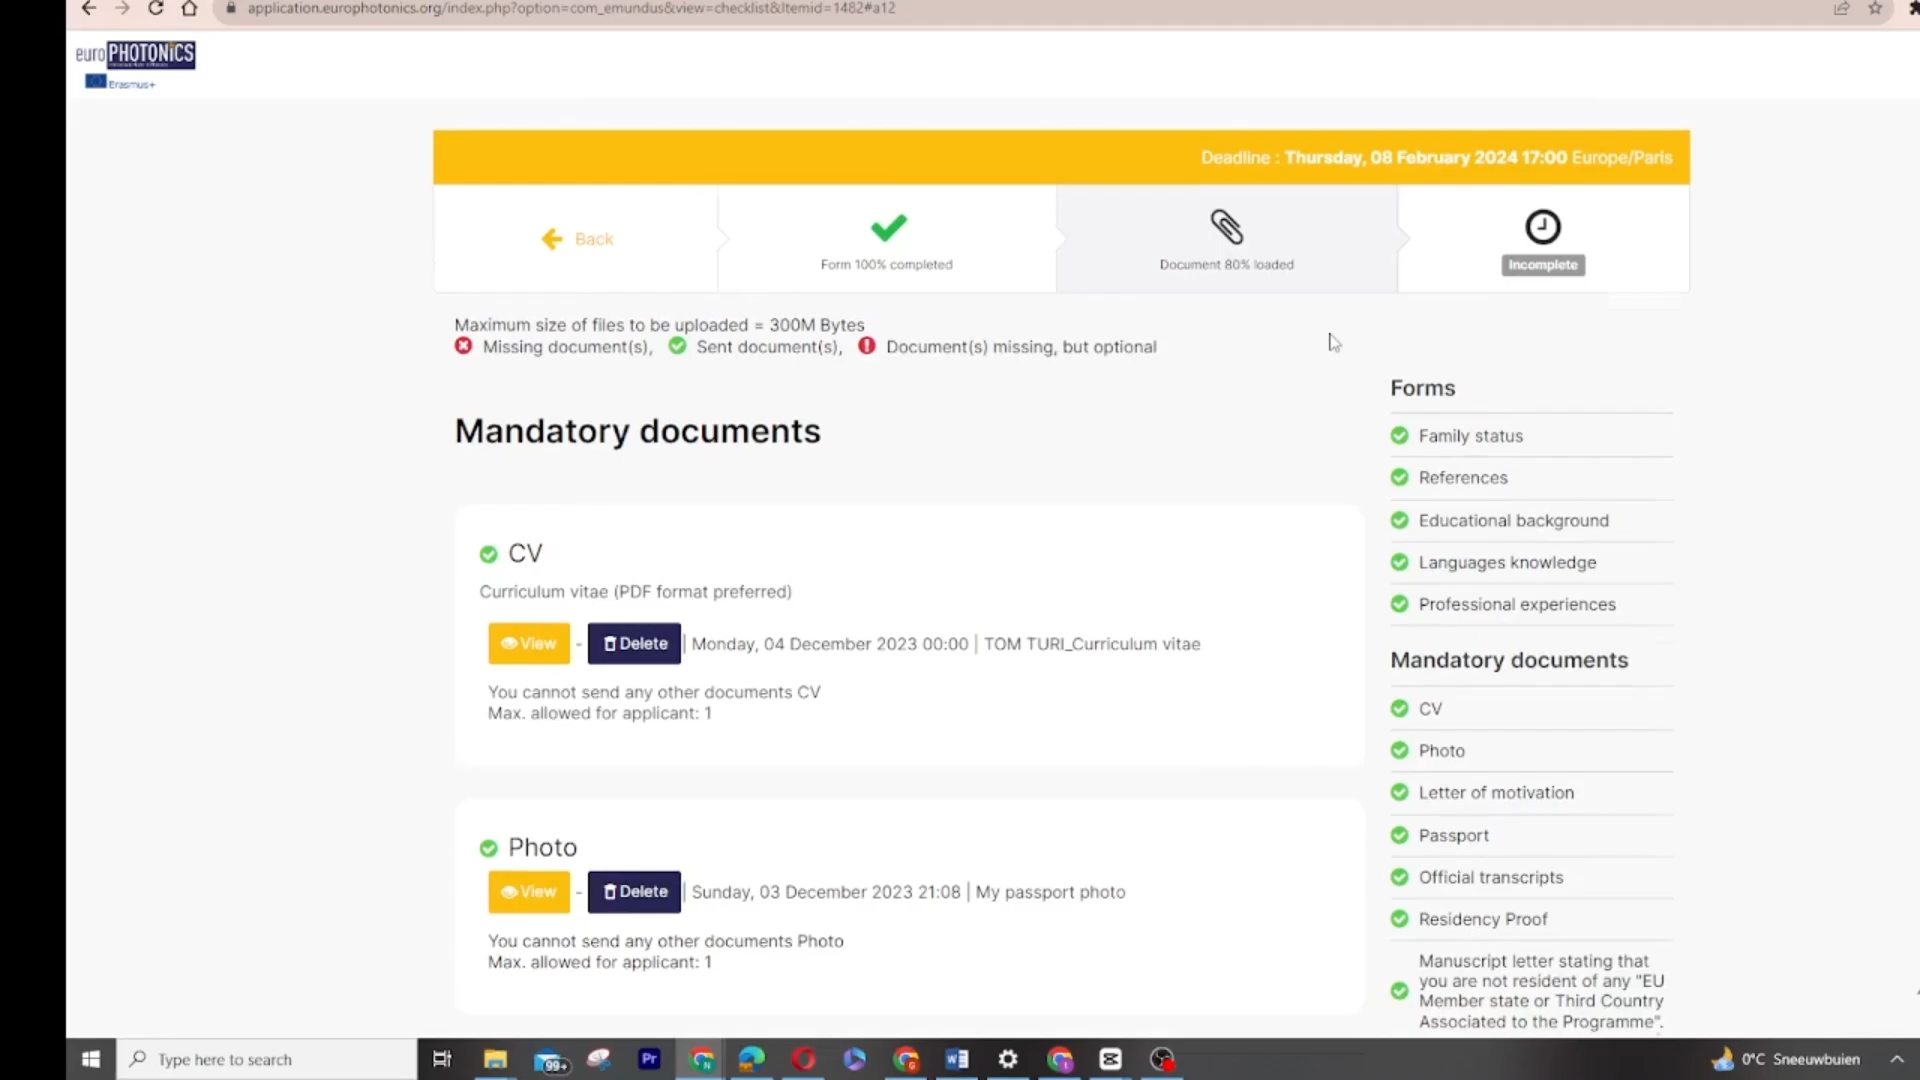 application.europhotonics.org/index.php?option=com_emundus&view=checklist&Itemid=1482#a12
euro PHOTONICS
Erasmus+
Deadline : Thursday, 08 February 2024 17:00 Europe/Paris
Back
Form 100% completed
Document 80% loaded
Incomplete
Maximum size of files to be uploaded = 300M Bytes
Missing document(s), Sent document(s), Document(s) missing, but optional
Mandatory documents
CV
Curriculum vitae (PDF format preferred)
View - Delete | Monday, 04 December 2023 00:00 | TOM TURI_Curriculum vitae
You cannot send any other documents CV
Max. allowed for applicant: 1
Photo
View - Delete | Sunday, 03 December 2023 21:08 | My passport photo
You cannot send any other documents Photo
Max. allowed for applicant: 1
Forms
Family status
References
Educational background
Languages knowledge
Professional experiences
Mandatory documents
CV
Photo
Letter of motivation
Passport
Official transcripts
Residency Proof
Manuscript letter stating that
you are not resident of any "EU
Member state or Third Country
Associated to the Programme".
Type here to search
99+
Pr
0°C Sneeuwbuien